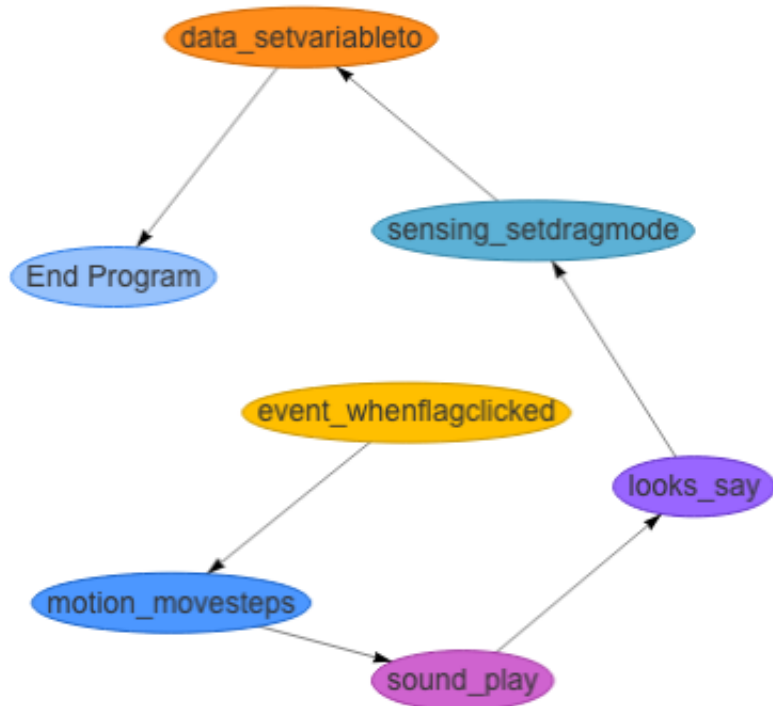 data_setvariableto
sensing_setdragmode
End Program
event_whenflagclicked
looks_say
motion_movesteps
sound_play